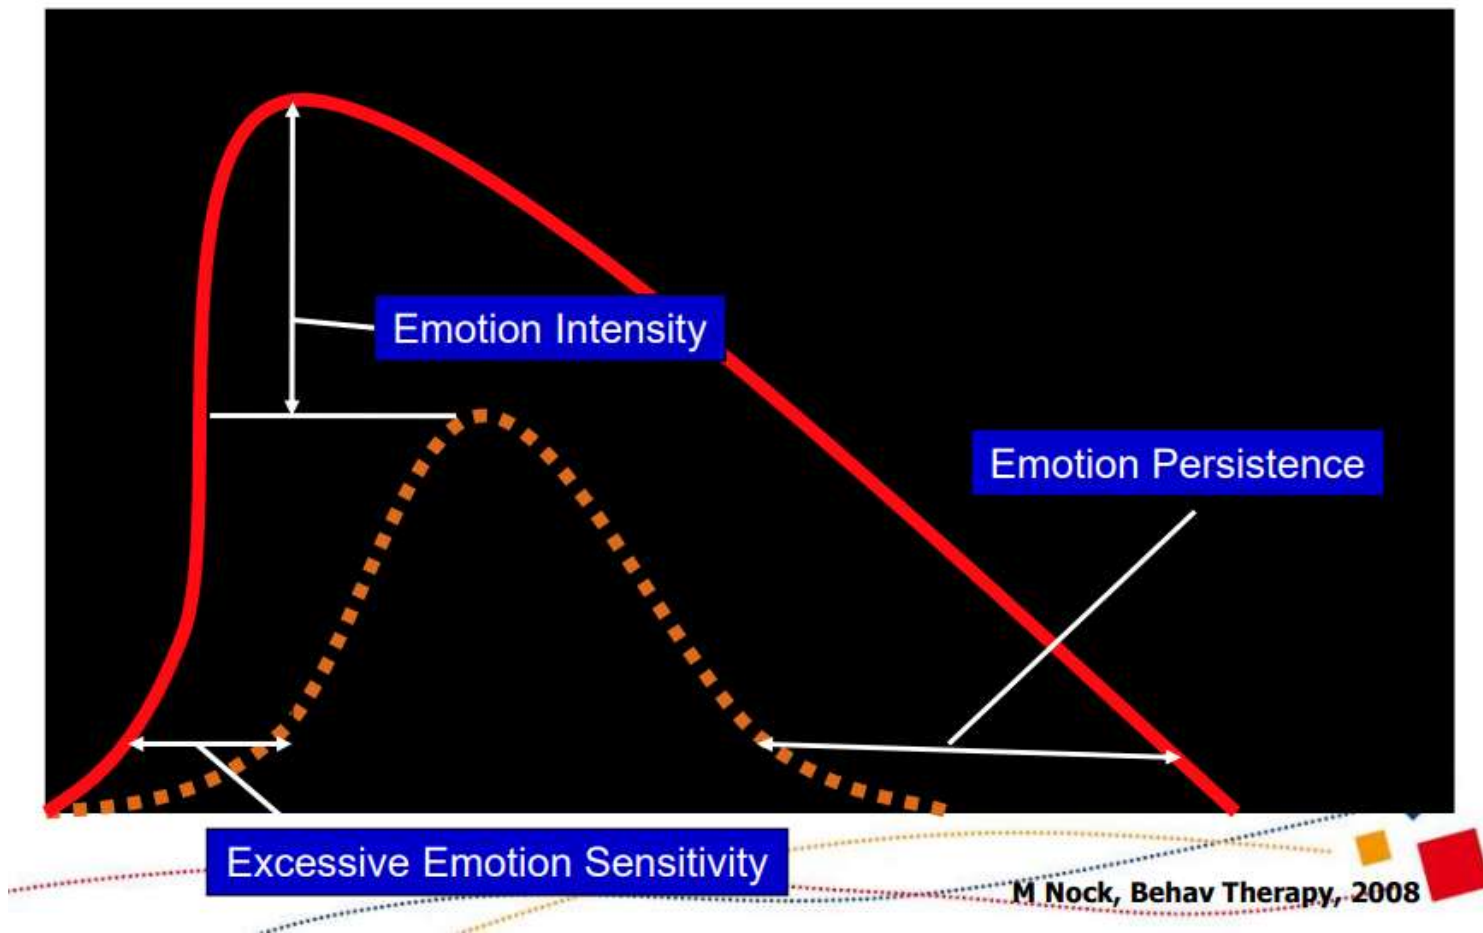 Emotion Intensity
Emotion Persistence
Excessive Emotion Sensitivity
M Nock, Behav Therapy, 2008